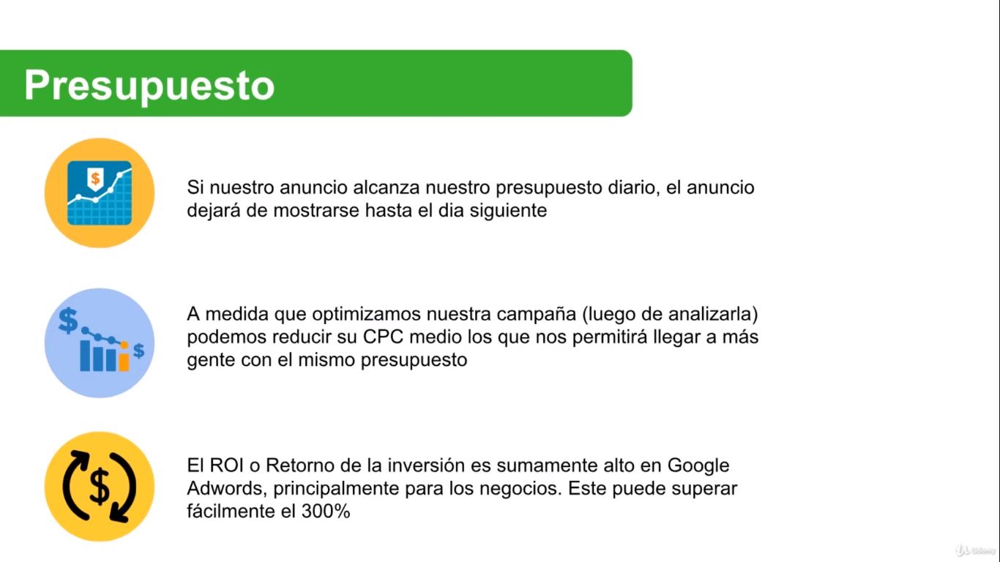 Presupuesto
Si nuestro anuncio alcanza nuestro presupuesto diario, el anuncio
dejará de mostrarse hasta el dia siguiente
A medida que optimizamos nuestra campaña (luego de analizarla)
podemos reducir su CPC medio los que nos permitirá llegar a más
gente con el mismo presupuesto
El ROI o Retorno de la inversión es sumamente alto en Google
Adwords, principalmente para los negocios. Este puede superar
fácilmente el 300%
Udemy